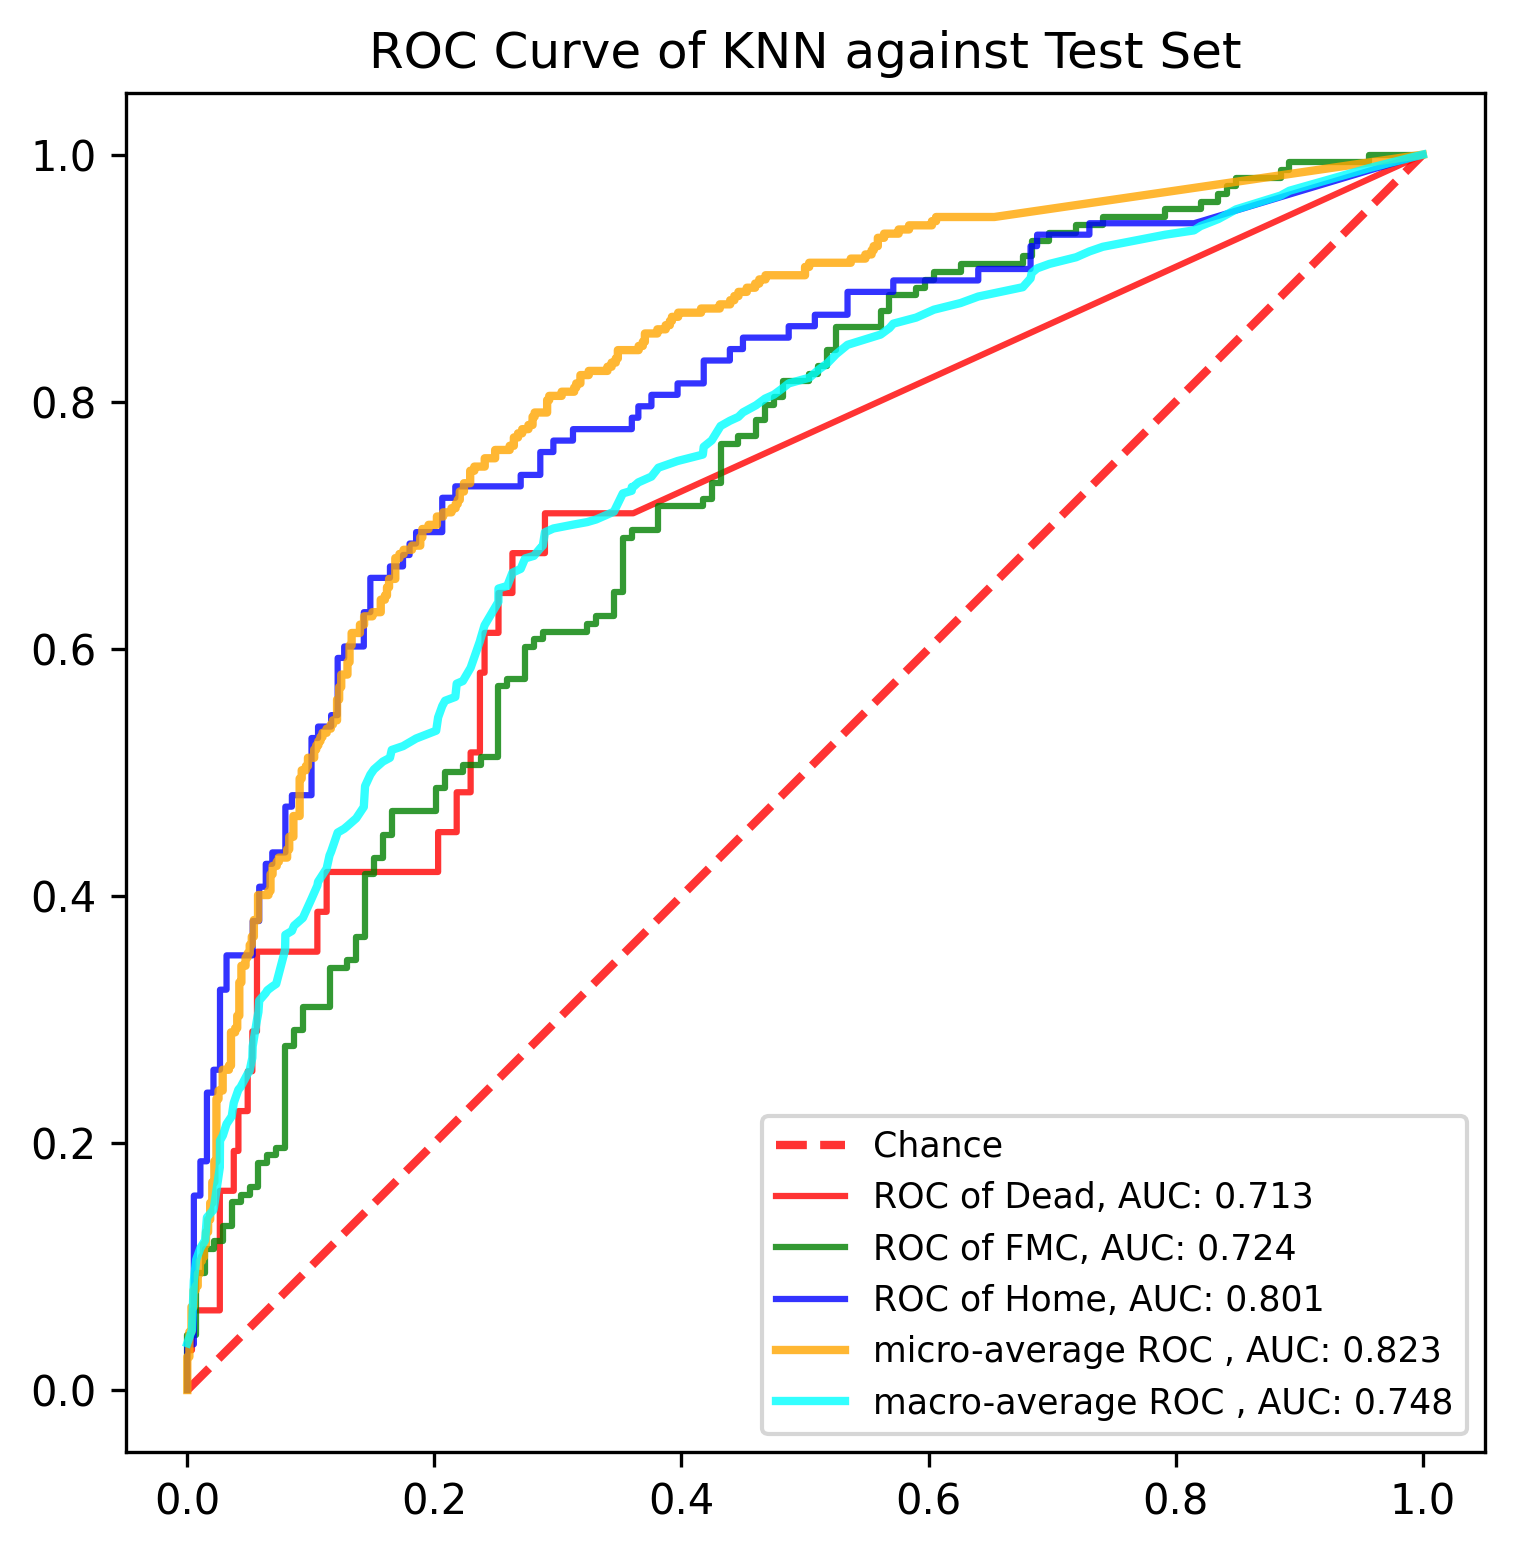 ROC Curve of KNN against Test Set
1.0
0.8
0.6
0.4
0.2
0.0
Chance
ROC of Dead, AUC: 0.713
ROC of FMC, AUC: 0.724
ROC of Home, AUC: 0.801
micro-average ROC , AUC: 0.823
macro-average ROC , AUC: 0.748
0.0 0.2 0.4 0.6 0.8 1.0